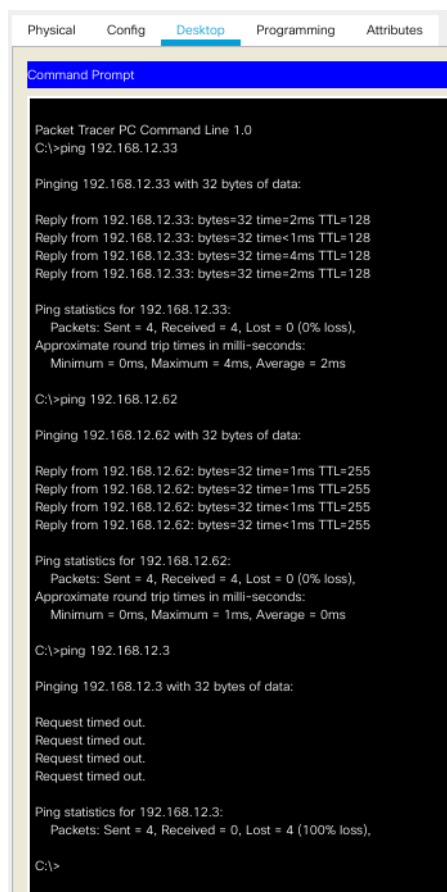 Physical Config Desktop Programming Attributes
Command Prompt
Packet Tracer PC Command Line 1.0
C:\>ping 192.168.12.33
Pinging 192.168.12.33 with 32 bytes of data:
Reply from 192.168.12.33: bytes=32 time=2ms TTL=128
Reply from 192.168.12.33: bytes=32 time<1ms TTL=128
Reply from 192.168.12.33: bytes=32 time=4ms TTL=128
Reply from 192.168.12.33: bytes=32 time=2ms TTL=128
Ping statistics for 192.168.12.33:
Packets: Sent = 4, Received = 4, Lost = 0 (0% loss),
Approximate round trip times in milli-seconds:
Minimum = 0ms, Maximum = 4ms, Average = 2ms
C:\>ping 192.168.12.62
Pinging 192.168.12.62 with 32 bytes of data:
Reply from 192.168.12.62: bytes=32 time=1ms TTL=255
Reply from 192.168.12.62: bytes=32 time=1ms TTL=255
Reply from 192.168.12.62: bytes=32 time<1ms TTL=255
Reply from 192.168.12.62: bytes=32 time<1ms TTL=255
Ping statistics for 192.168.12.62:
Packets: Sent = 4, Received = 4, Lost = 0 (0% loss),
Approximate round trip times in milli-seconds:
Minimum = 0ms, Maximum = 1ms, Average = 0ms
C:\>ping 192.168.12.3
Pinging 192.168.12.3 with 32 bytes of data:
Request timed out.
Request timed out.
Request timed out.
Request timed out.
Ping statistics for 192.168.12.3:
Packets: Sent = 4, Received = 0, Lost = 4 (100% loss),
C:\>